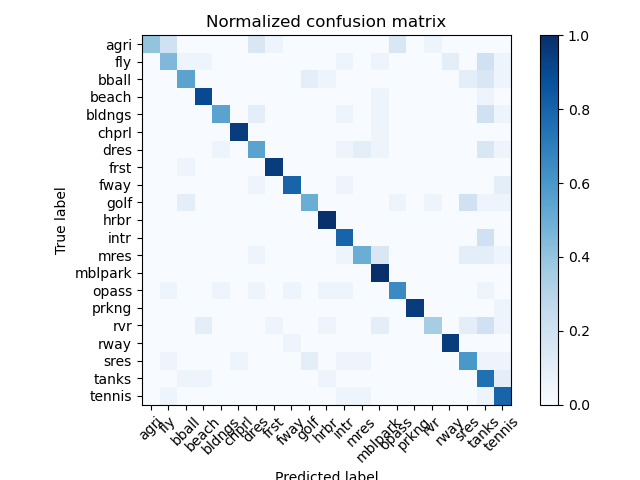 Normalized confusion matrix
True label
agri
fly
bball
beach
bldngs
chprl
dres
frst
fway
golf
hrbr
intr
mres
mblpark
opass
prkng
rvr
rway
sres
tanks
tennis
agri
fly
bball
beach
bldngs
chprl
dres
frst
fway
golf
hrbr
intr
mres
mblpark
opass
prkng
rvr
rway
sres
tanks
tennis
Predicted label
1.0
0.8
0.6
0.4
0.2
0.0